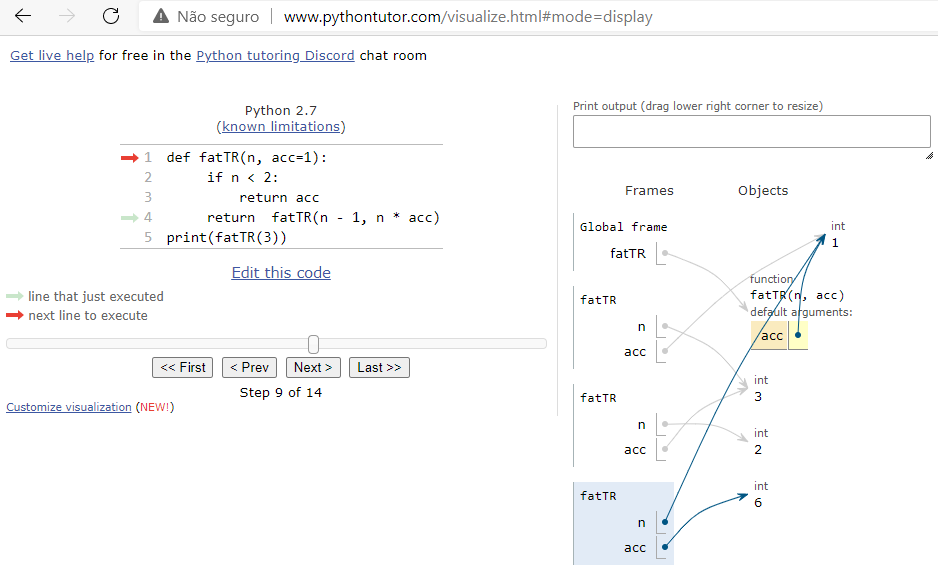 Não seguro www.pythontutor.com/visualize.html#mode=display
Get live help for free in the Python tutoring Discord chat room
Python 2.7
(known limitations)
1 def fatTR(n, acc=1):
2 if n < 2:
3 return acc
4 return fatTR(n - 1, n * acc)
5 print(fatTR(3))
Edit this code
line that just executed
next line to execute
<< First < Prev Next > Last >>
Step 9 of 14
Customize visualization (NEW!)
Print output (drag lower right corner to resize)
Frames Objects
Global frame
fatTR
fatTR
n
acc
fatTR
n
acc
fatTR
n
acc
int
1
function
fatTR(n, acc)
default arguments:
acc
int
3
int
2
int
6